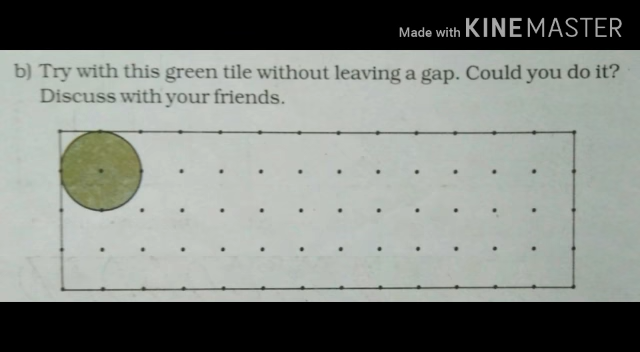 Made with KINEMASTER
b) Try with this green tile without leaving a gap. Could you do it?
Discuss with your friends.